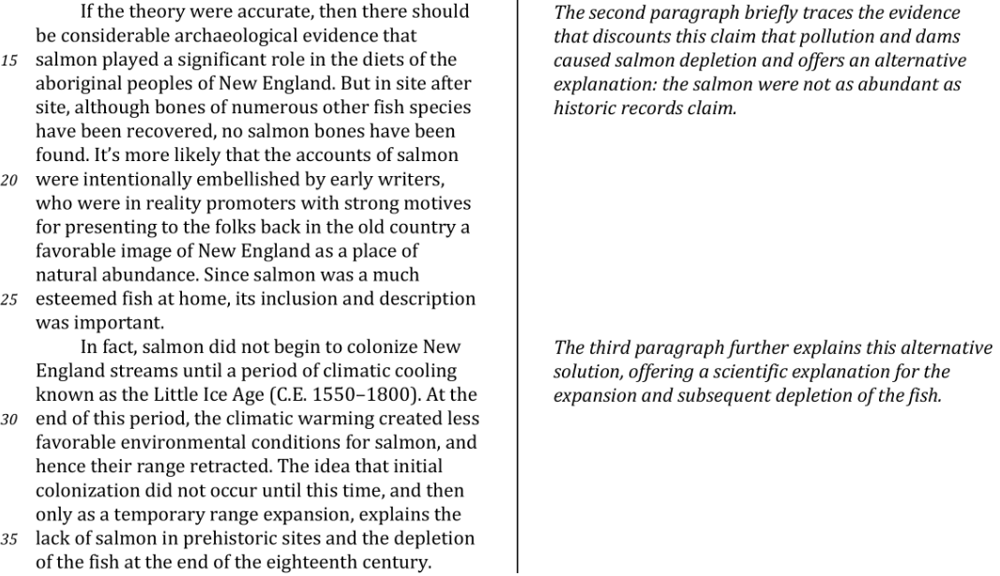 If the theory were accurate, then there should
be considerable archaeological evidence that
15 salmon played a significant role in the diets of the
aboriginal peoples of New England. But in site after
site, although bones of numerous other fish species
have been recovered, no salmon bones have been
found. It’s more likely that the accounts of salmon
20 were intentionally embellished by early writers,
who were in reality promoters with strong motives
for presenting to the folks back in the old country a
favorable image of New England as a place of
natural abundance. Since salmon was a much
25 esteemed fish at home, its inclusion and description
was important.
In fact, salmon did not begin to colonize New
England streams until a period of climatic cooling
known as the Little Ice Age (C.E. 1550–1800). At the
30 end of this period, the climatic warming created less
favorable environmental conditions for salmon, and
hence their range retracted. The idea that initial
colonization did not occur until this time, and then
only as a temporary range expansion, explains the
35 lack of salmon in prehistoric sites and the depletion
of the fish at the end of the eighteenth century.
The second paragraph briefly traces the evidence
that discounts this claim that pollution and dams
caused salmon depletion and offers an alternative
explanation: the salmon were not as abundant as
historic records claim.
The third paragraph further explains this alternative
solution, offering a scientific explanation for the
expansion and subsequent depletion of the fish.